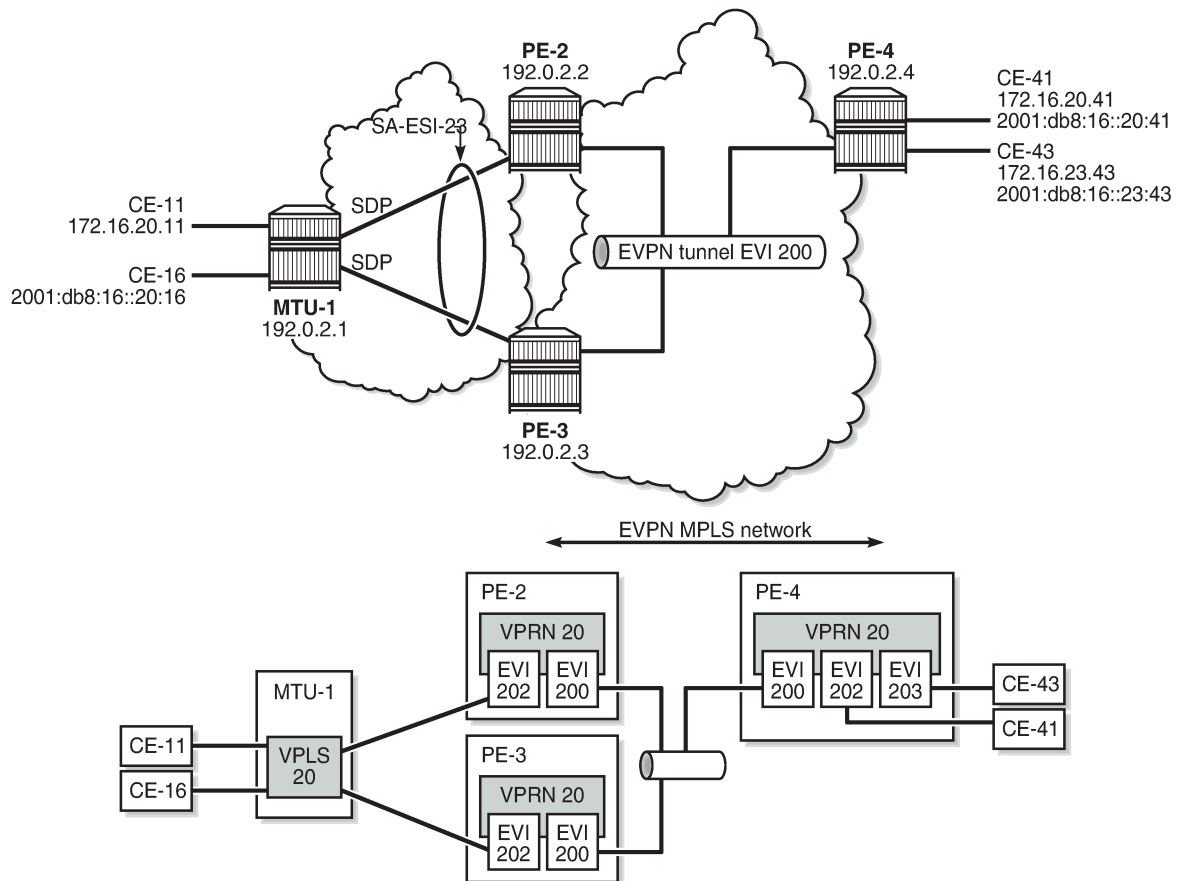 PE-2
192.0.2.2
PE-4
192.0.2.4
CE-41
172.16.20.41
2001:db8:16::20:41
CE-43
172.16.23.43
2001:db8:16::23:43
SA-ESI-23
CE-11
172.16.20.11
SDP
SDP
CE-16
2001:db8:16::20:16
MTU-1
192.0.2.1
EVPN tunnel EVI 200
PE-3
192.0.2.3
EVPN MPLS network
PE-2
VPRN 20
EVI
202
EVI
200
PE-4
VPRN 20
EVI
200
EVI
202
EVI
203
CE-43
CE-41
MTU-1
VPLS
20
CE-11
CE-16
PE-3
VPRN 20
EVI
202
EVI
200